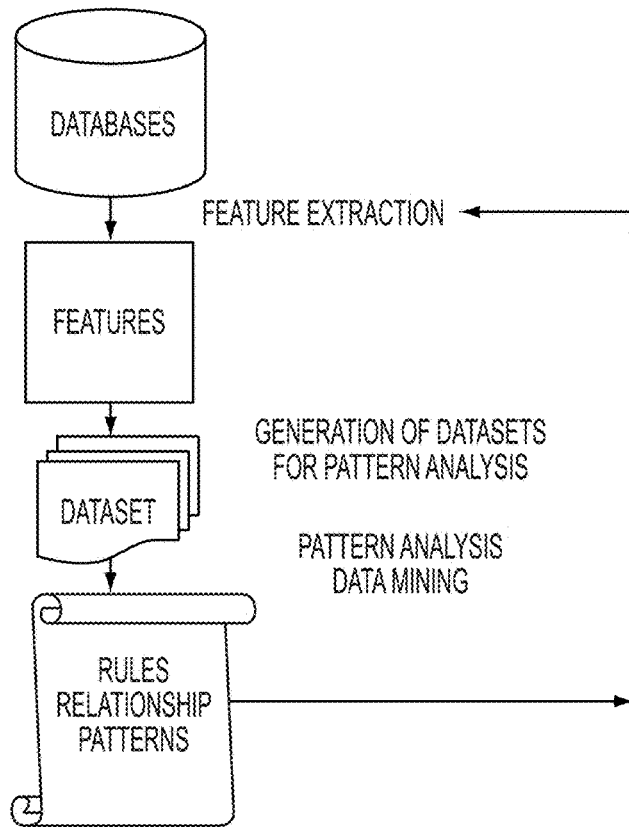 DATABASES
FEATURE EXTRACTION
FEATURES
GENERATION OF DATASETS
FOR PATTERN ANALYSIS
DATASET
PATTERN ANALYSIS
DATA MINING
RULES
RELATIONSHIP
PATTERNS